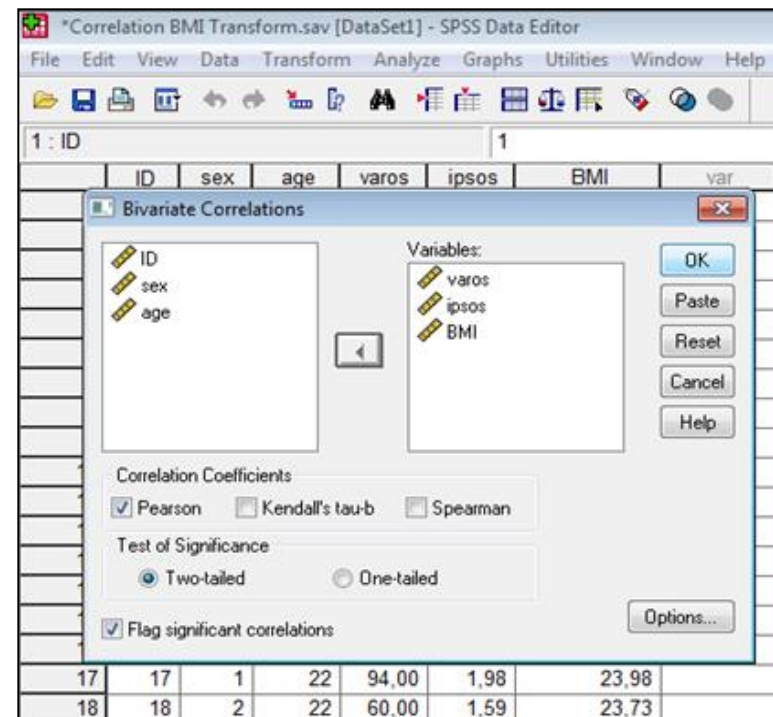 *Correlation BMI Transform.sav [DataSet1] - SPSS Data Editor
File Edit View Data Transform Analyze Graphs Utilities Window Help
1 : ID 1
ID sex age varos ipsos BMI var
Bivariate Correlations
Variables:
ID
sex
age
varos
ipsos
BMI
OK
Paste
Reset
Cancel
Help
Correlation Coefficients
Pearson Kendall's tau-b Spearman
Test of Significance
Two-tailed One-tailed
Flag significant correlations
Options...
17 17 1 22 94,00 1,98 23,98
18 18 2 22 60,00 1,59 23,73